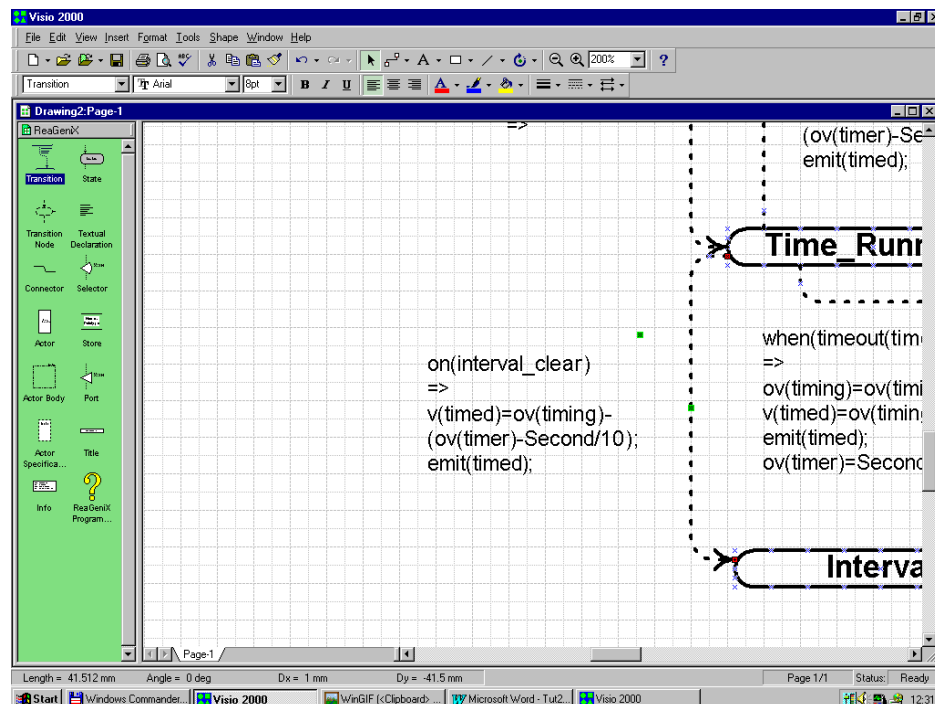 Visio 2000
File Edit View Insert Format Tools Shape Window Help
ABC A 200% ?
Transition Arial 8pt B I U A
Drawing2:Page-1
ReaGeniX
Transition State
Transition Node Textual Declaration
Connector Selector
Actor Store
Actor Body Port
Actor Specifica... Title
Info ReaGeniX Program...
=>
(ov(timer)-Se
emit(timed);
Time_Runn
on(interval_clear)
=>
v(timed)=ov(timing)-
(ov(timer)-Second/10);
emit(timed);
when(timeout(time
=>
ov(timing)=ov(timi
v(timed)=ov(timin
emit(timed);
ov(timer)=Second
Interva
Page-1
Length = 41.512 mm Angle = 0 deg Dx = 1 mm Dy = -41.5 mm Page 1/1 Status: Ready
Start Windows Commander... Visio 2000 WinGIF [<Clipboard> ... Microsoft Word - Tut2... Visio 2000 12:31